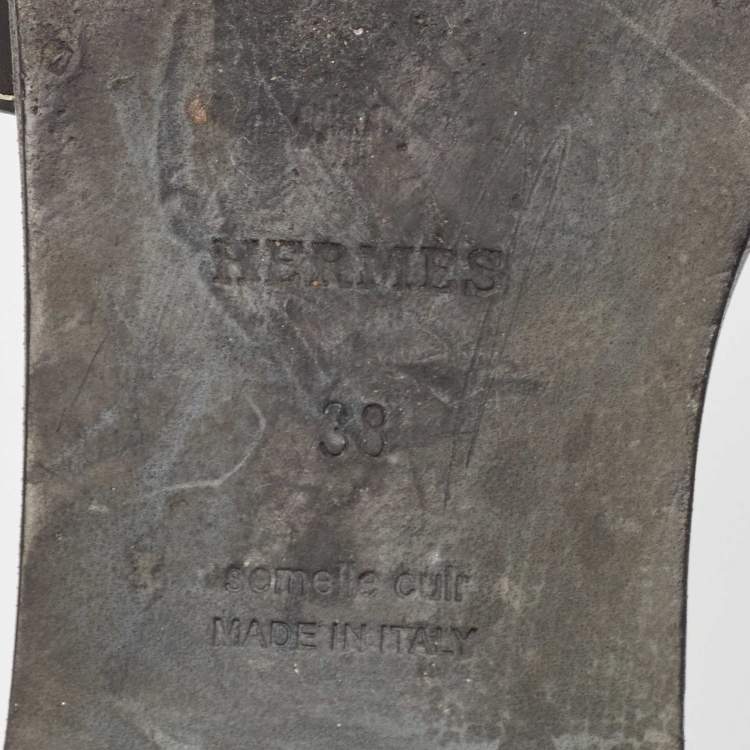 HERMES
38
semelle cuir
MADE IN ITALY